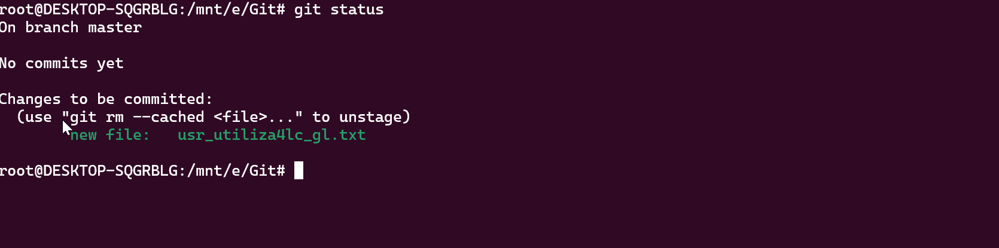 root@DESKTOP-SQGRBLG:/mnt/e/Git# git status
On branch master
No commits yet
Changes to be committed:
  (use "git rm --cached <file>..." to unstage)
        new file:   usr_utiliza4lc_gl.txt
root@DESKTOP-SQGRBLG:/mnt/e/Git#